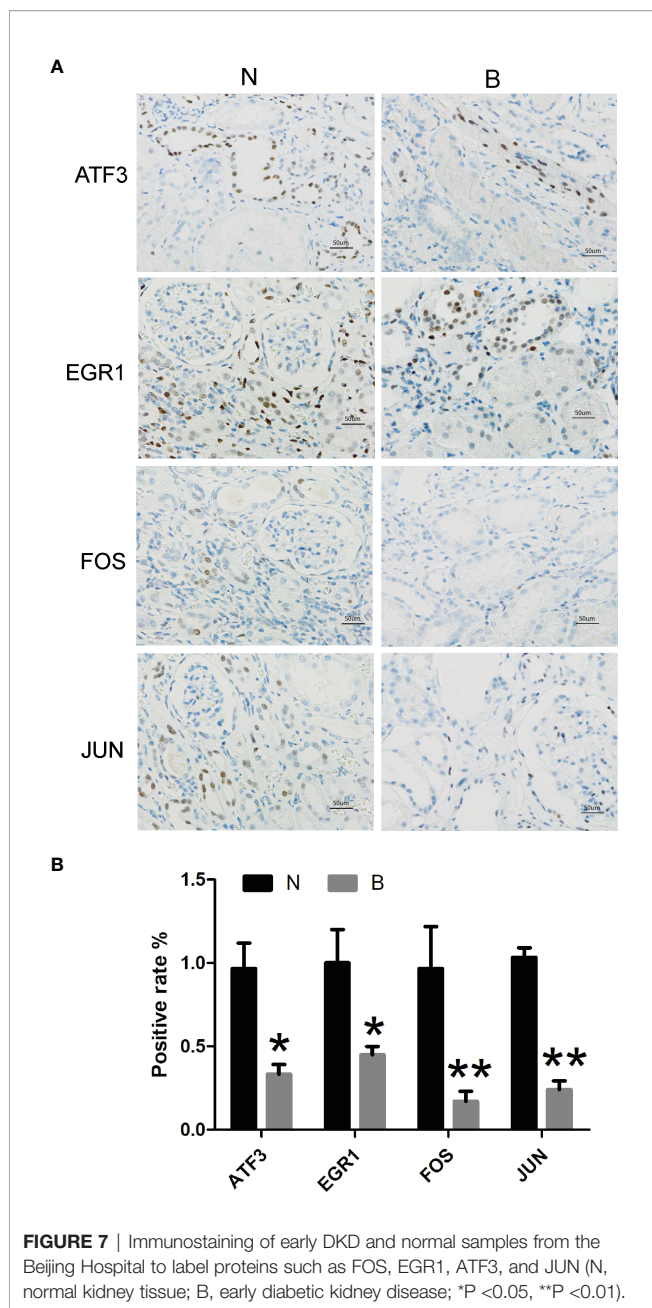 A
N B
ATF3
50um 50um
EGR1
50um 50um
FOS
50um 50um
JUN
50um 50um
B
N B
Positive rate %
1.5
1.0
0.5
0.0
* * ** **
ATF3 EGR1 FOS JUN
FIGURE 7 | Immunostaining of early DKD and normal samples from the
Beijing Hospital to label proteins such as FOS, EGR1, ATF3, and JUN (N,
normal kidney tissue; B, early diabetic kidney disease; *P <0.05, **P <0.01).